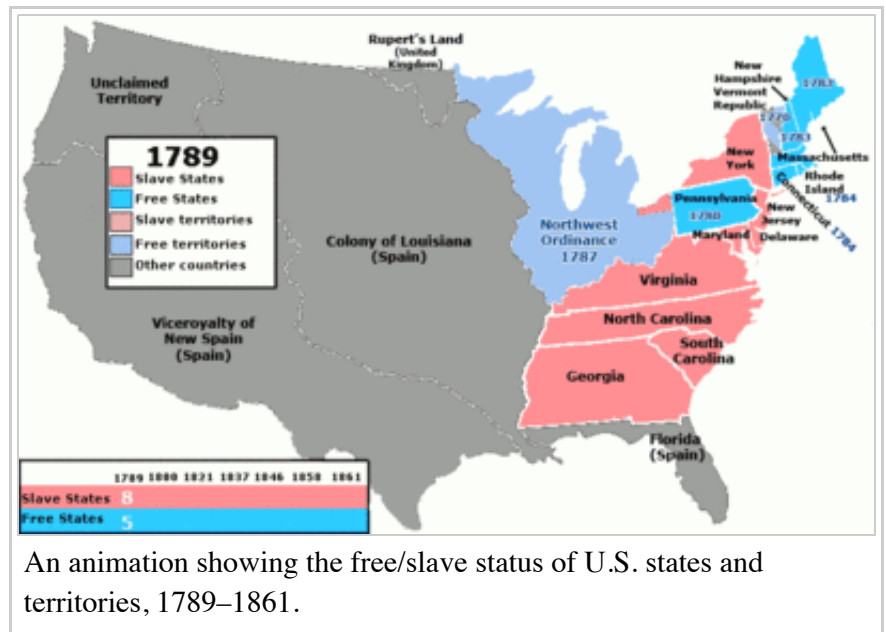 Rupert's Land
(United
Kingdom)
Unclaimed
Territory
New
Hampshire
Vermont
Republic
1783
1770
1783
Massachusetts
Rhode
Island
1784
Connecticut 1784
New
York
Pennsylvania
1780
New
Jersey
Maryland
Delaware
1789
Slave States
Free States
Slave territories
Free territories
Other countries
Colony of Louisiana
(Spain)
Northwest
Ordinance
1787
Virginia
North Carolina
South
Carolina
Georgia
Viceroyalty of
New Spain
(Spain)
Florida
(Spain)
1789 1800 1821 1837 1846 1858 1861
Slave States 8
Free States 5
An animation showing the free/slave status of U.S. states and
territories, 1789–1861.